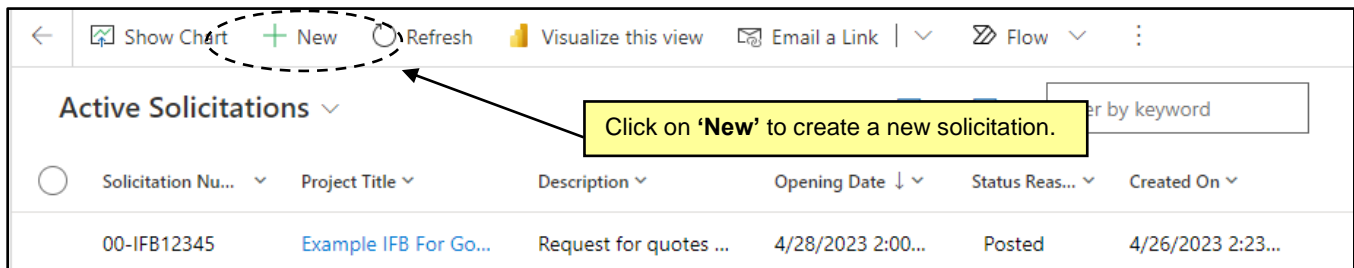 Show Chart New Refresh Visualize this view Email a Link Flow
Active Solicitations by keyword
Click on ‘New’ to create a new solicitation.
Solicitation Nu... Project Title Description Opening Date ↓ Status Reas... Created On
00-IFB12345 Example IFB For Go... Request for quotes ... 4/28/2023 2:00... Posted 4/26/2023 2:23...